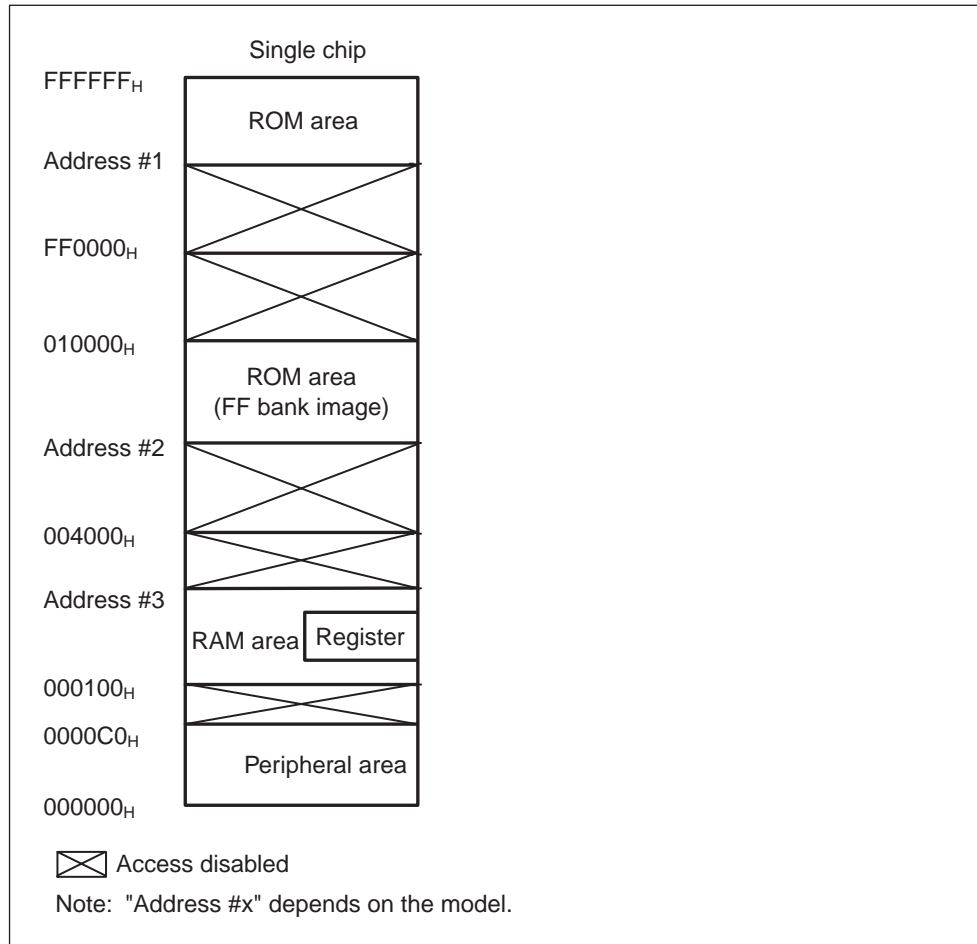 Single chip
FFFFFFH
ROM area
Address #1
FF0000H
010000H
ROM area
(FF bank image)
Address #2
004000H
Address #3
RAM area
Register
000100H
0000C0H
Peripheral area
000000H
Access disabled
Note: "Address #x" depends on the model.